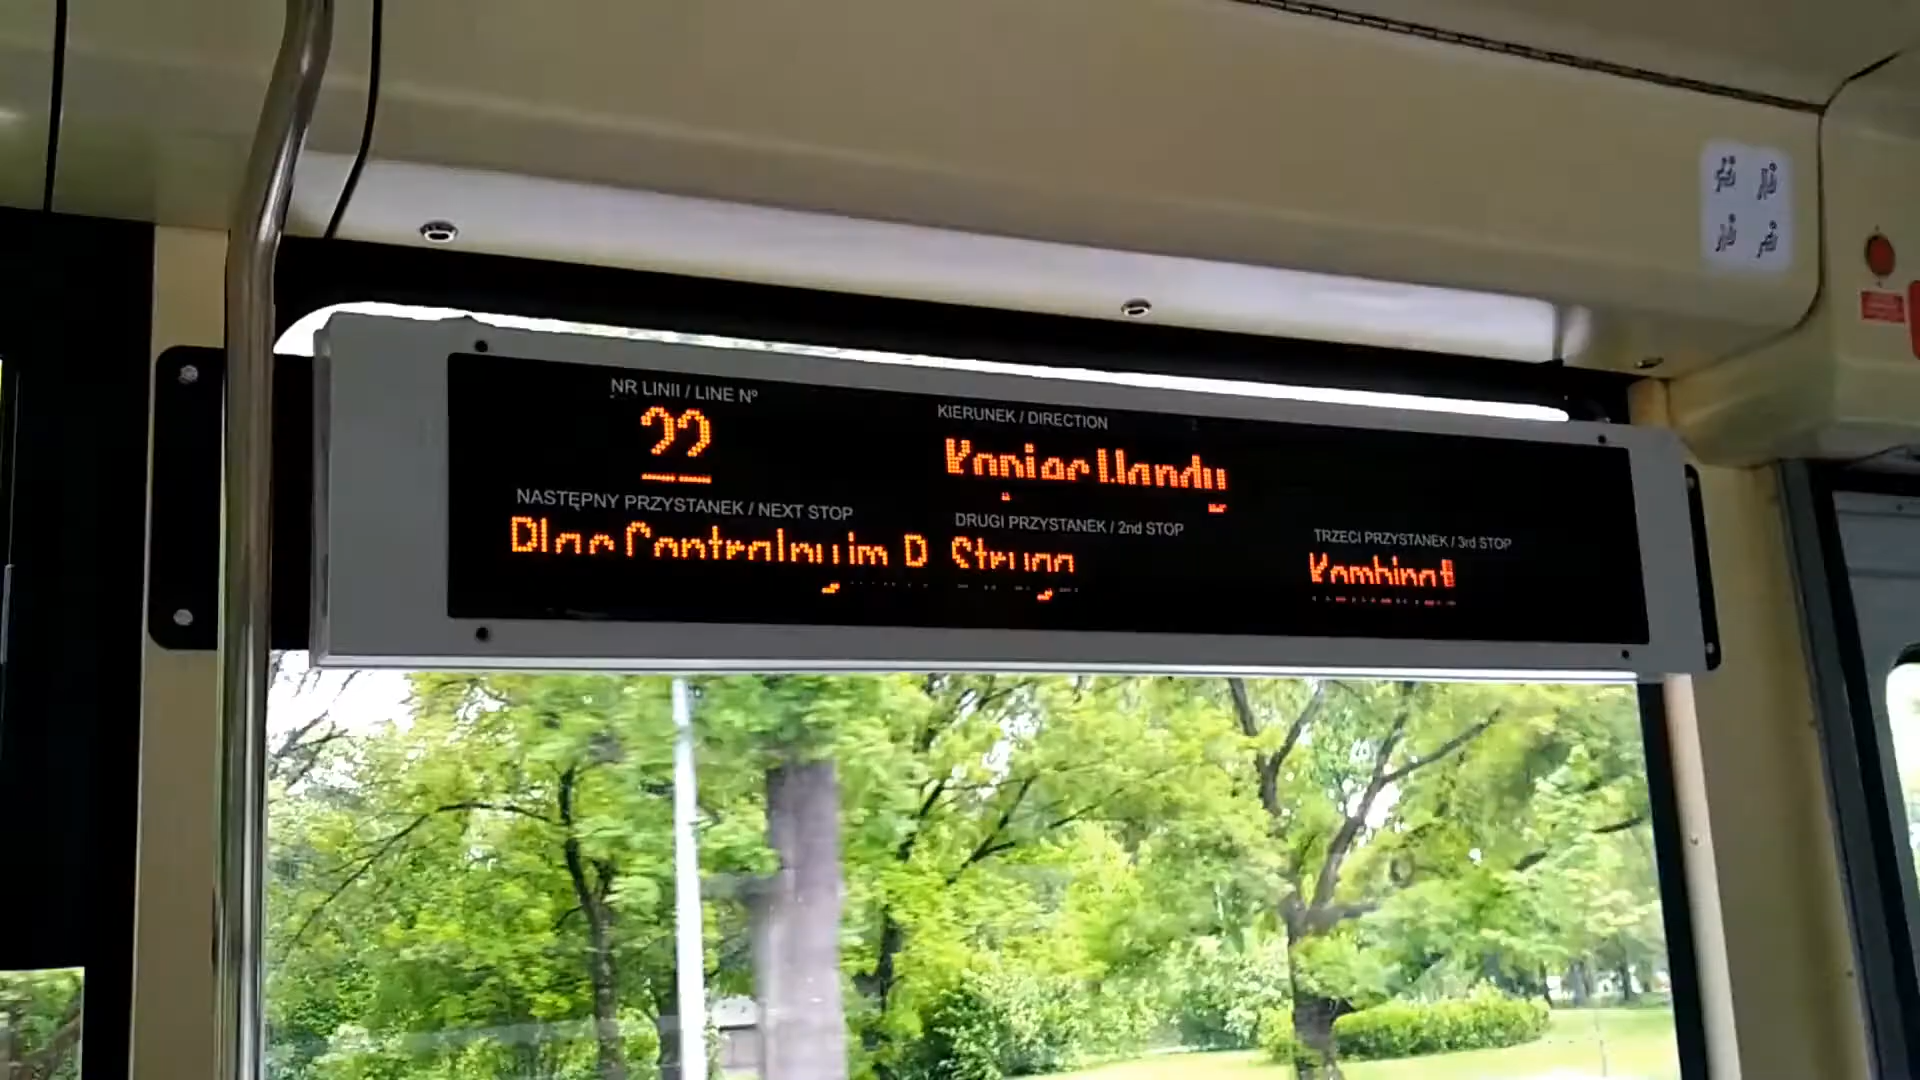 NR LINII / LINE Nº
22
KIERUNEK / DIRECTION
Kopiec Wandy
NASTĘPNY PRZYSTANEK / NEXT STOP
Plac Centralny im. R
DRUGI PRZYSTANEK / 2nd STOP
Struga
TRZECI PRZYSTANEK / 3rd STOP
Kombinat